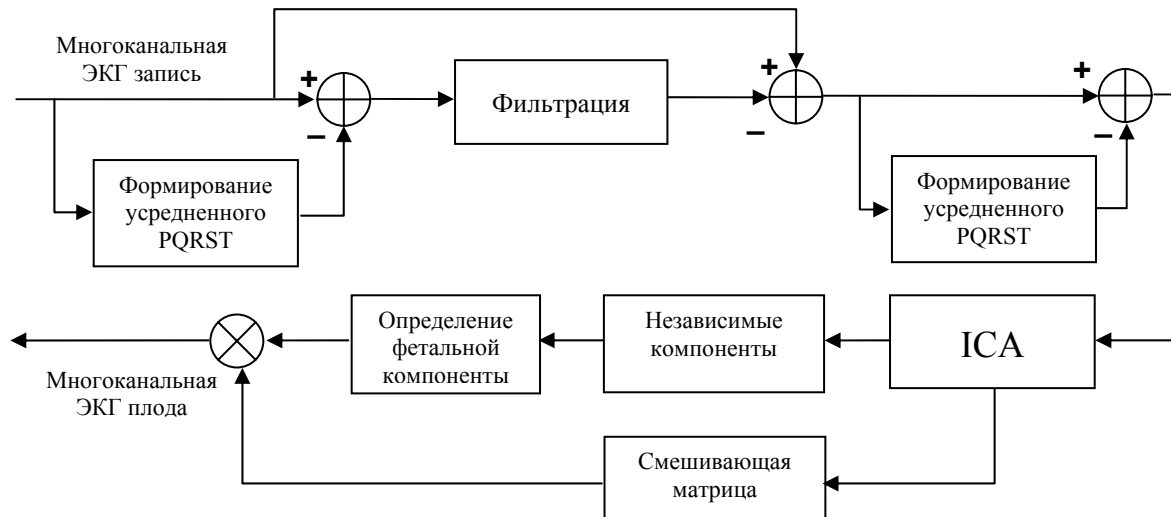 Многоканальная
ЭКГ запись
+
−
Фильтрация
+
−
+
−
Формирование
усредненного
PQRST
Формирование
усредненного
PQRST
Определение
фетальной
компоненты
Независимые
компоненты
ICA
Многоканальная
ЭКГ плода
Смешивающая
матрица